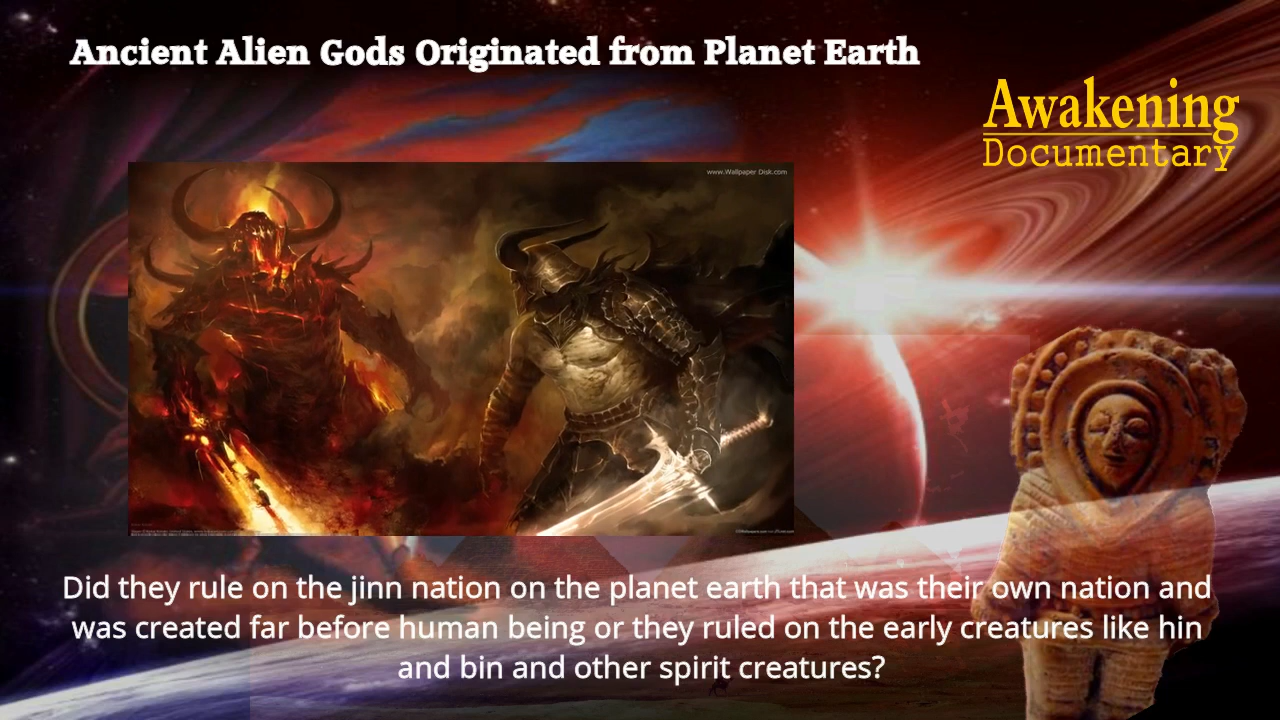 Ancient Alien Gods Originated from Planet Earth
Awakening
Documentary
www.Wallpaper Disk.com
Did they rule on the jinn nation on the planet earth that was their own nation and
was created far before human being or they ruled on the early creatures like hin
and bin and other spirit creatures?